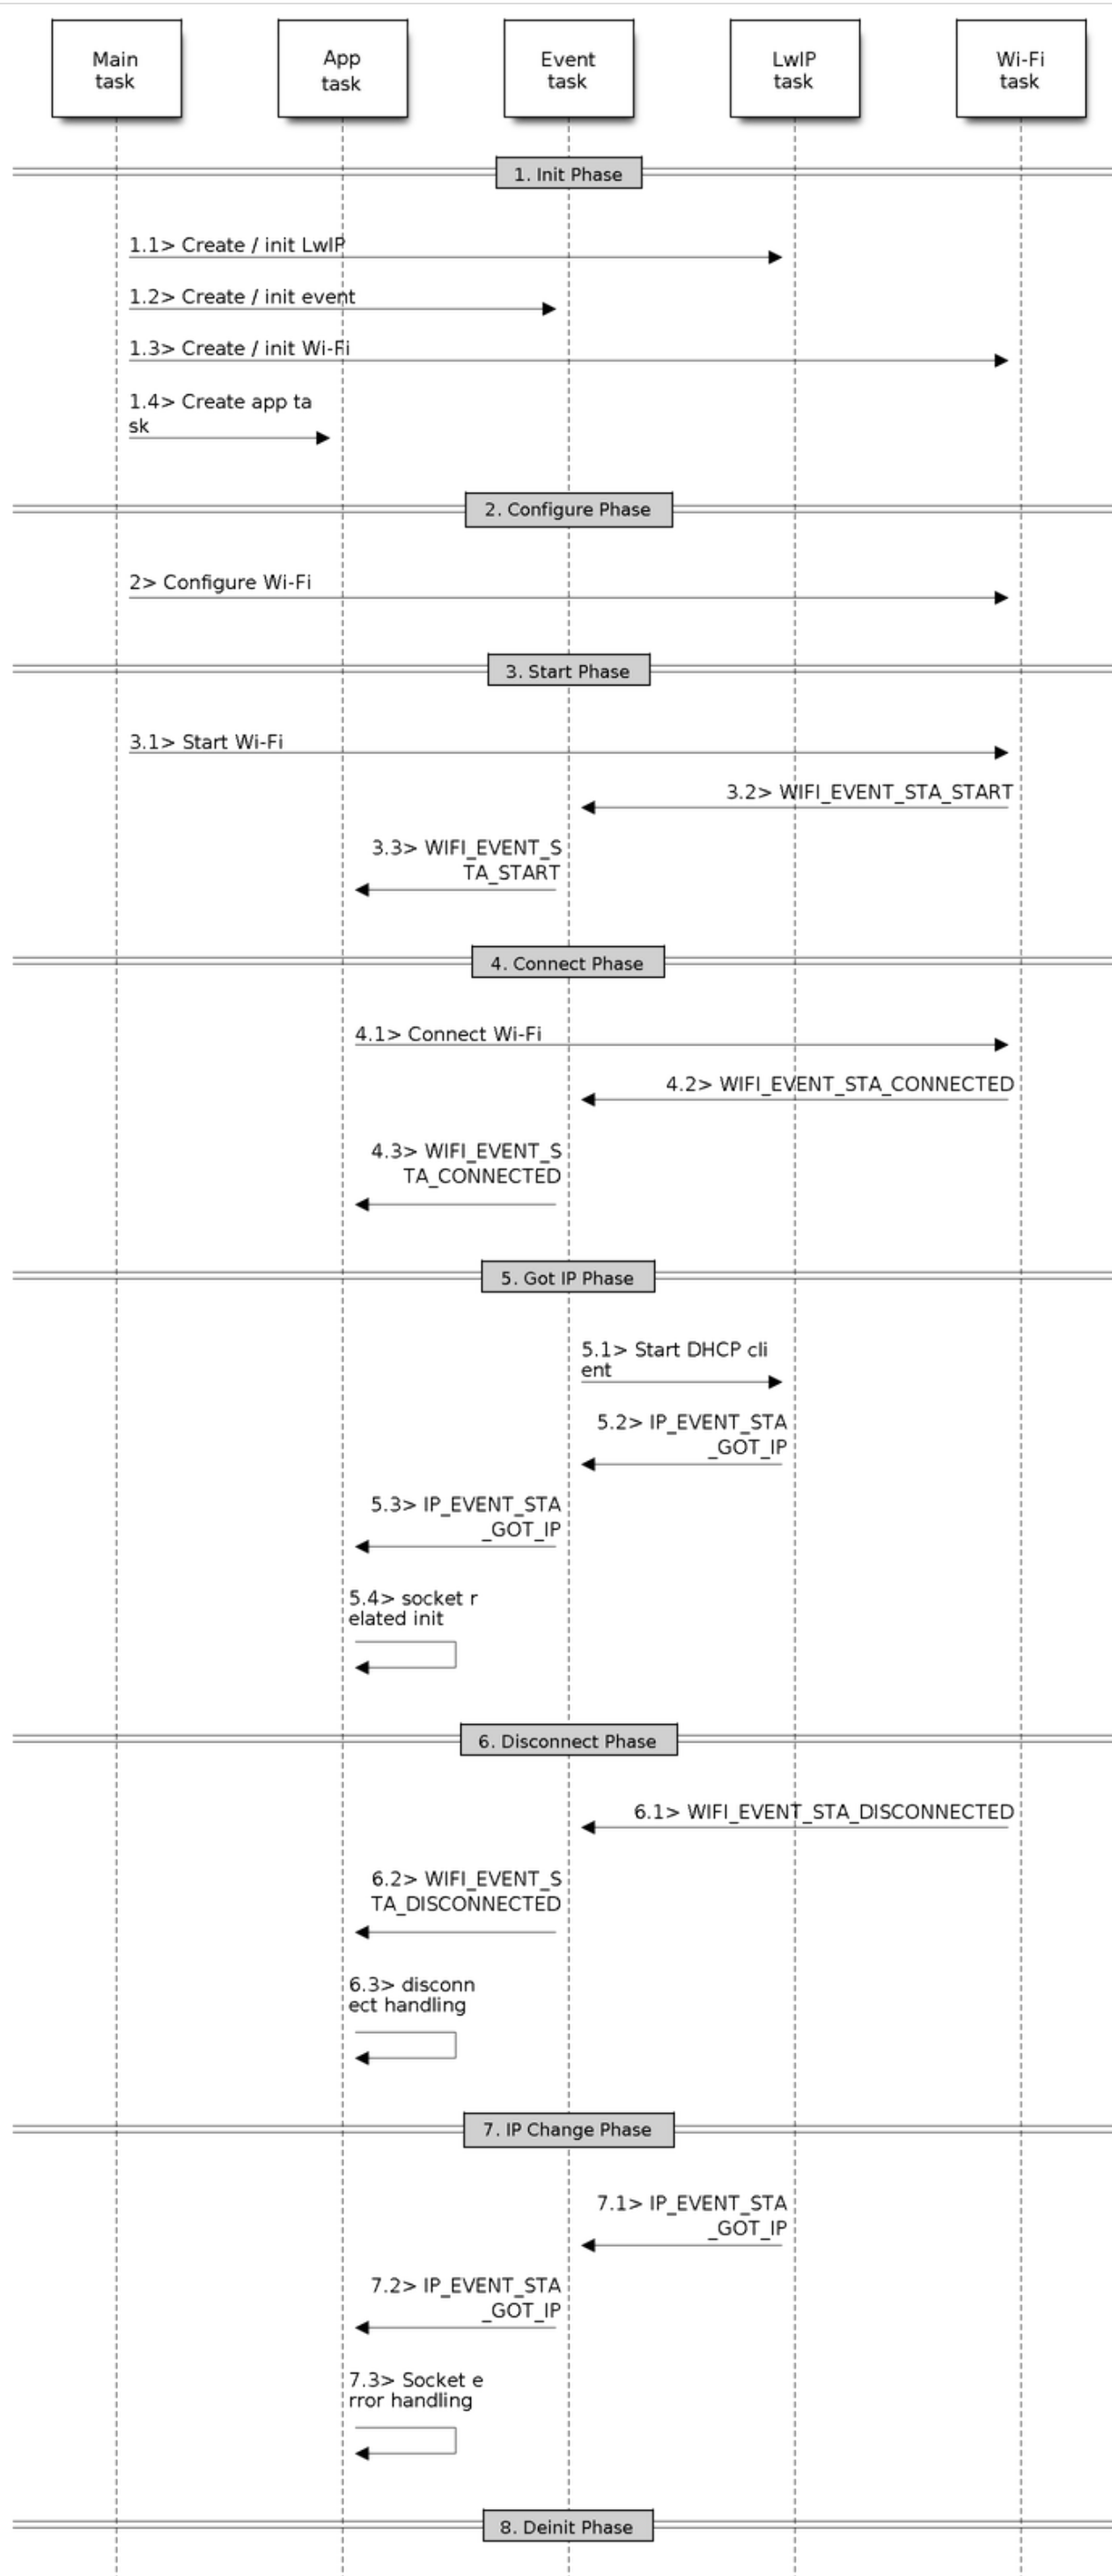 Main
task
App
task
Event
task
LwIP
task
Wi-Fi
task
1. Init Phase
1.1> Create / init LwIP
1.2> Create / init event
1.3> Create / init Wi-Fi
1.4> Create app ta
sk
2. Configure Phase
2> Configure Wi-Fi
3. Start Phase
3.1> Start Wi-Fi
3.2> WIFI_EVENT_STA_START
3.3> WIFI_EVENT_S
TA_START
4. Connect Phase
4.1> Connect Wi-Fi
4.2> WIFI_EVENT_STA_CONNECTED
4.3> WIFI_EVENT_S
TA_CONNECTED
5. Got IP Phase
5.1> Start DHCP cli
ent
5.2> IP_EVENT_STA
_GOT_IP
5.3> IP_EVENT_STA
_GOT_IP
5.4> socket r
elated init
6. Disconnect Phase
6.1> WIFI_EVENT_STA_DISCONNECTED
6.2> WIFI_EVENT_S
TA_DISCONNECTED
6.3> disconn
ect handling
7. IP Change Phase
7.1> IP_EVENT_STA
_GOT_IP
7.2> IP_EVENT_STA
_GOT_IP
7.3> Socket e
rror handling
8. Deinit Phase